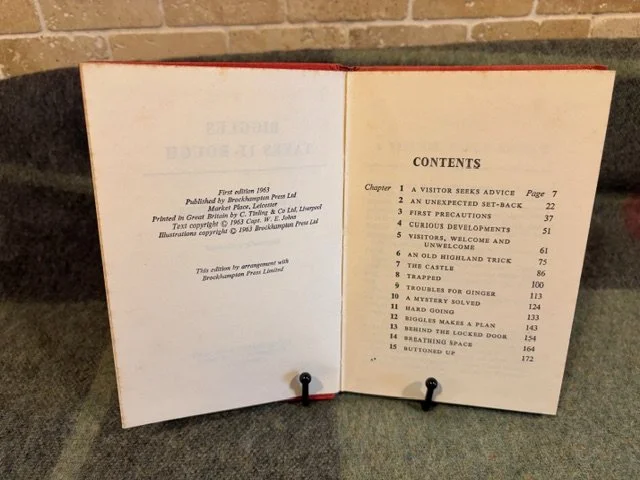 First edition 1963
Published by Brockhampton Press Ltd
Market Place, Leicester
Printed in Great Britain by C. Tinling & Co Ltd, Liverpool
Text copyright © 1963 Capt. W. E. Johns
Illustrations copyright © 1963 Brockhampton Press Ltd
This edition by arrangement with
Brockhampton Press Limited
CONTENTS
Chapter 1 A VISITOR SEEKS ADVICE Page 7
2 AN UNEXPECTED SET-BACK 22
3 FIRST PRECAUTIONS 37
4 CURIOUS DEVELOPMENTS 51
5 VISITORS, WELCOME AND
UNWELCOME 61
6 AN OLD HIGHLAND TRICK 75
7 THE CASTLE 86
8 TRAPPED 100
9 TROUBLES FOR GINGER 113
10 A MYSTERY SOLVED 124
11 HARD GOING 133
12 BIGGLES MAKES A PLAN 143
13 BEHIND THE LOCKED DOOR 154
14 BREATHING SPACE 164
15 BUTTONED UP 172